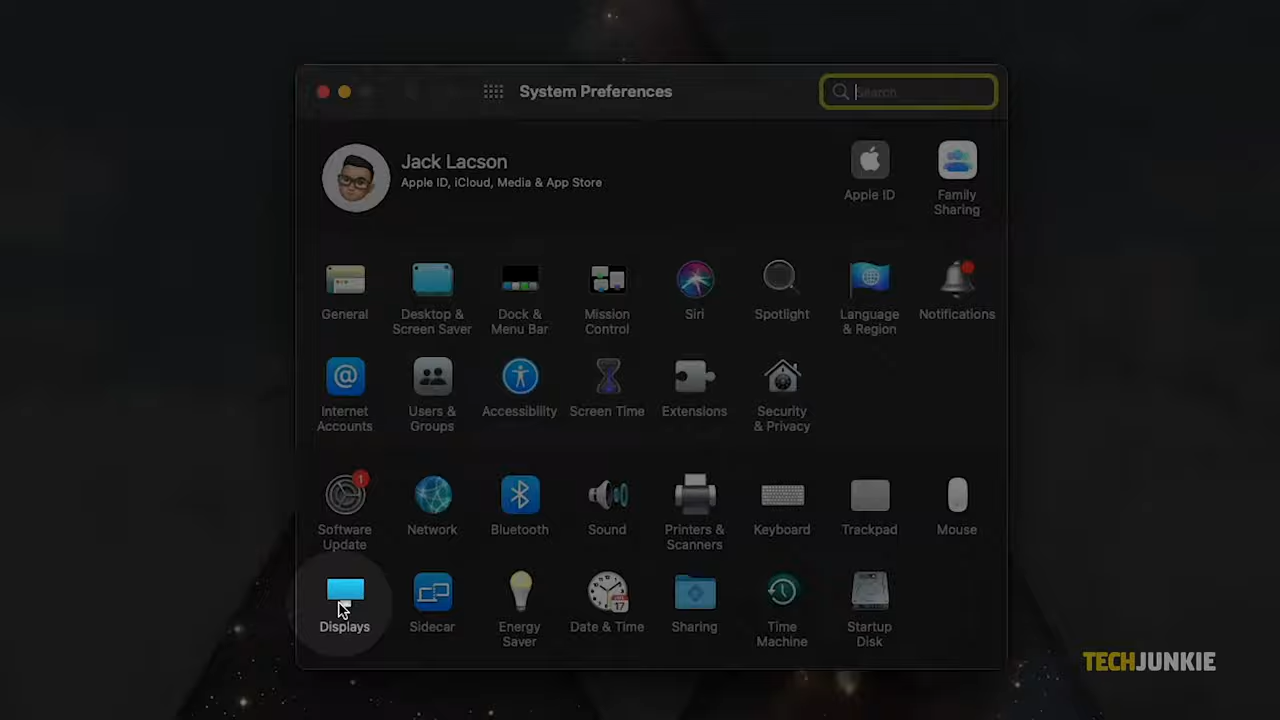 System Preferences
Search
Jack Lacson
Apple ID, iCloud, Media & App Store
Apple ID
Family
Sharing
General
Desktop &
Screen Saver
Dock &
Menu Bar
Mission
Control
Siri
Spotlight
Language
& Region
Notifications
Internet
Accounts
Users &
Groups
Accessibility
Screen Time
Extensions
Security
& Privacy
1
Software
Update
Network
Bluetooth
Sound
Printers &
Scanners
Keyboard
Trackpad
Mouse
Displays
Sidecar
Energy
Saver
17
Date & Time
Sharing
Time
Machine
Startup
Disk
TECHJUNKIE